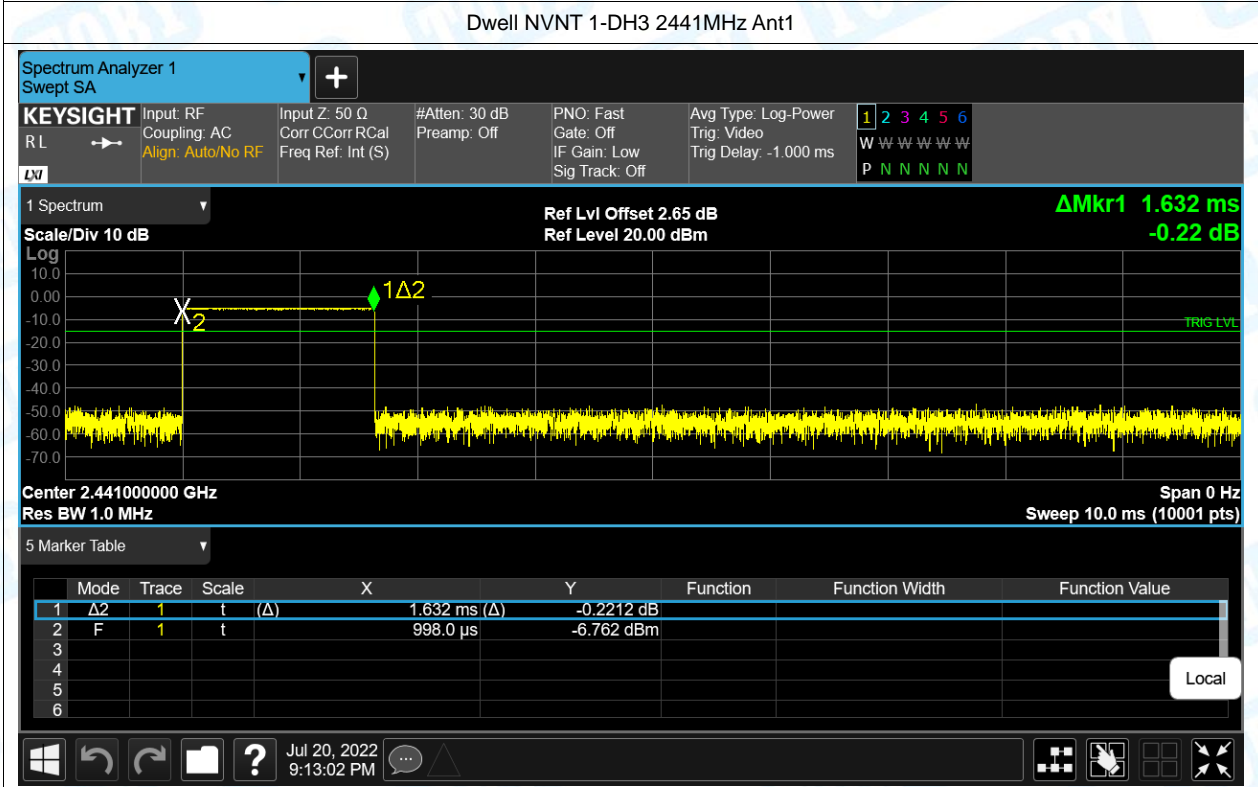 Dwell NVNT 1-DH3 2441MHz Ant1
Spectrum Analyzer 1
Swept SA
KEYSIGHT Input: RF Input Z: 50 Ω #Atten: 30 dB PNO: Fast Avg Type: Log-Power 1 2 3 4 5 6
RL Coupling: AC Corr CCorr RCal Preamp: Off Gate: Off Trig: Video W W W W W W
Align: Auto/No RF Freq Ref: Int (S) IF Gain: Low Trig Delay: -1.000 ms
LXI Sig Track: Off P N N N N N
1 Spectrum Ref Lvl Offset 2.65 dB ΔMkr1 1.632 ms
Scale/Div 10 dB Ref Level 20.00 dBm -0.22 dB
Log
10.0
0.00 1Δ2
-10.0 X2 TRIG LVL
-20.0
-30.0
-40.0
-50.0
-60.0
-70.0
Center 2.441000000 GHz Span 0 Hz
Res BW 1.0 MHz Sweep 10.0 ms (10001 pts)
5 Marker Table
Mode Trace Scale X Y Function Function Width Function Value
1 Δ2 1 t (Δ) 1.632 ms (Δ) -0.2212 dB
2 F 1 t 998.0 µs -6.762 dBm
3
4
5
6
Local
? Jul 20, 2022
9:13:02 PM